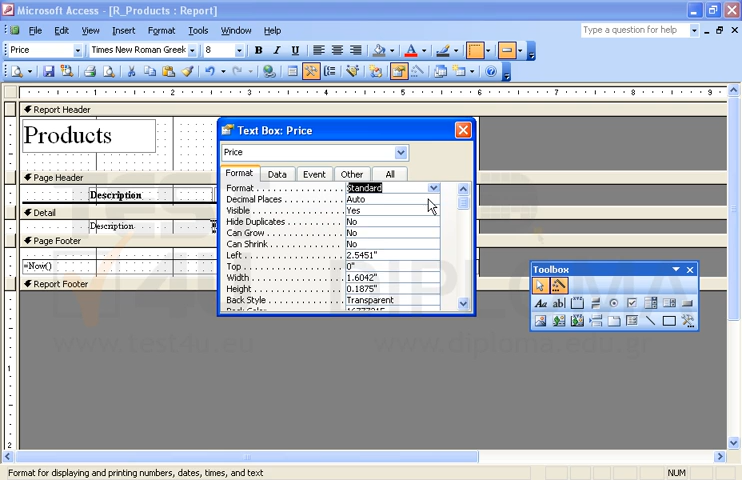 Microsoft Access - [R_Products : Report]
File Edit View Insert Format Tools Window Help
Type a question for help
Price Times New Roman Greek 8 B I U
Report Header
Products
Page Header
Description
Detail
Description
Page Footer
=Now()
Report Footer
Text Box: Price
Price
Format Data Event Other All
Format Standard
Decimal Places Auto
Visible Yes
Hide Duplicates No
Can Grow No
Can Shrink No
Left 2.5451"
Top 0"
Width 1.6042"
Height 0.1875"
Back Style Transparent
Toolbox
www.test4u.eu www.diploma.edu.gr
Format for displaying and printing numbers, dates, times, and text
NUM